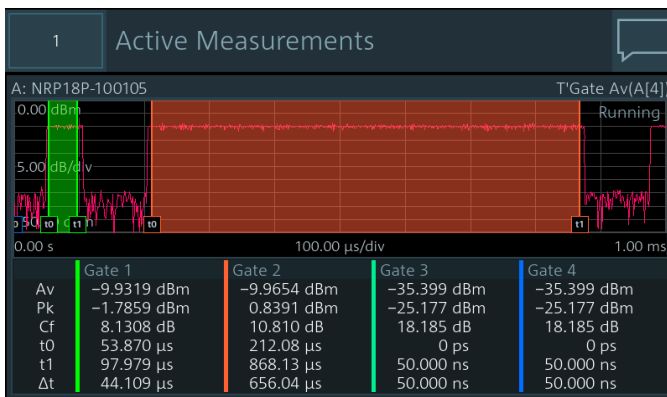 1
Active Measurements
A: NRP18P-100105
T'Gate Av(A[4])
0.00 dBm
Running
5.00 dB/div
t0
t1
t0
t1
0.00 s
100.00 µs/div
1.00 ms
Gate 1 Gate 2 Gate 3 Gate 4
Av −9.9319 dBm −9.9654 dBm −35.399 dBm −35.399 dBm
Pk −1.7859 dBm 0.8391 dBm −25.177 dBm −25.177 dBm
Cf 8.1308 dB 10.810 dB 18.185 dB 18.185 dB
t0 53.870 µs 212.08 µs 0 ps 0 ps
t1 97.979 µs 868.13 µs 50.000 ns 50.000 ns
Δt 44.109 µs 656.04 µs 50.000 ns 50.000 ns